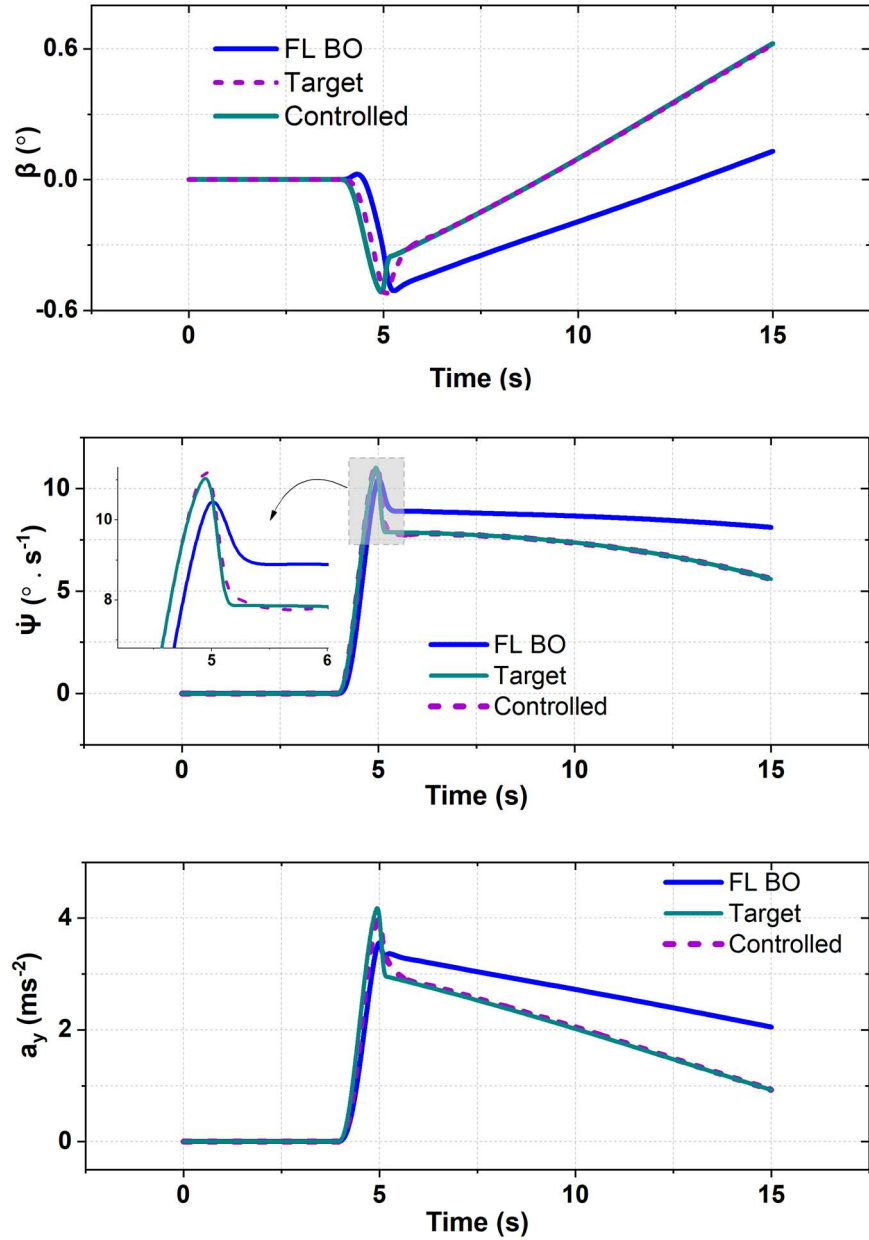 0.6
0.0
-0.6
β (°)
FL BO
Target
Controlled
0 5 10 15
Time (s)
10
5
0
ψ̇ (° . s⁻¹)
10
8
5 6
FL BO
Target
Controlled
0 5 10 15
Time (s)
4
2
0
a_y (ms⁻²)
FL BO
Target
Controlled
0 5 10 15
Time (s)